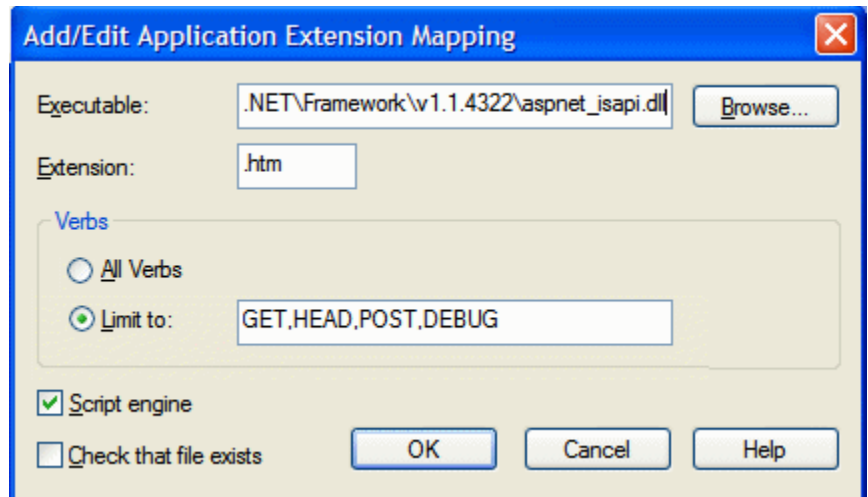 Add/Edit Application Extension Mapping
Executable: .NET\Framework\v1.1.4322\aspnet_isapi.dll Browse...
Extension: .htm
Verbs
All Verbs
Limit to: GET,HEAD,POST,DEBUG
Script engine
Check that file exists OK Cancel Help